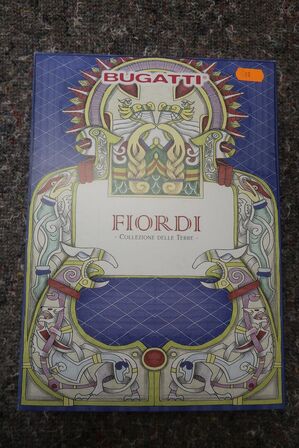 BUGATTI
FIORDI
- COLLEZIONE DELLE TERRE -